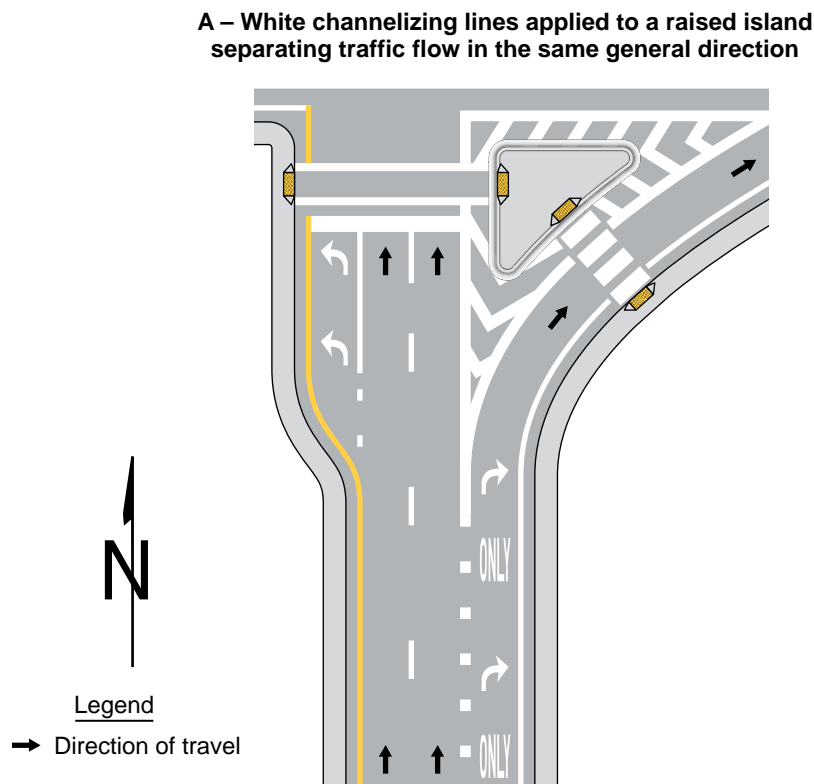 A – White channelizing lines applied to a raised island
separating traffic flow in the same general direction
ONLY
ONLY
N
Legend
Direction of travel